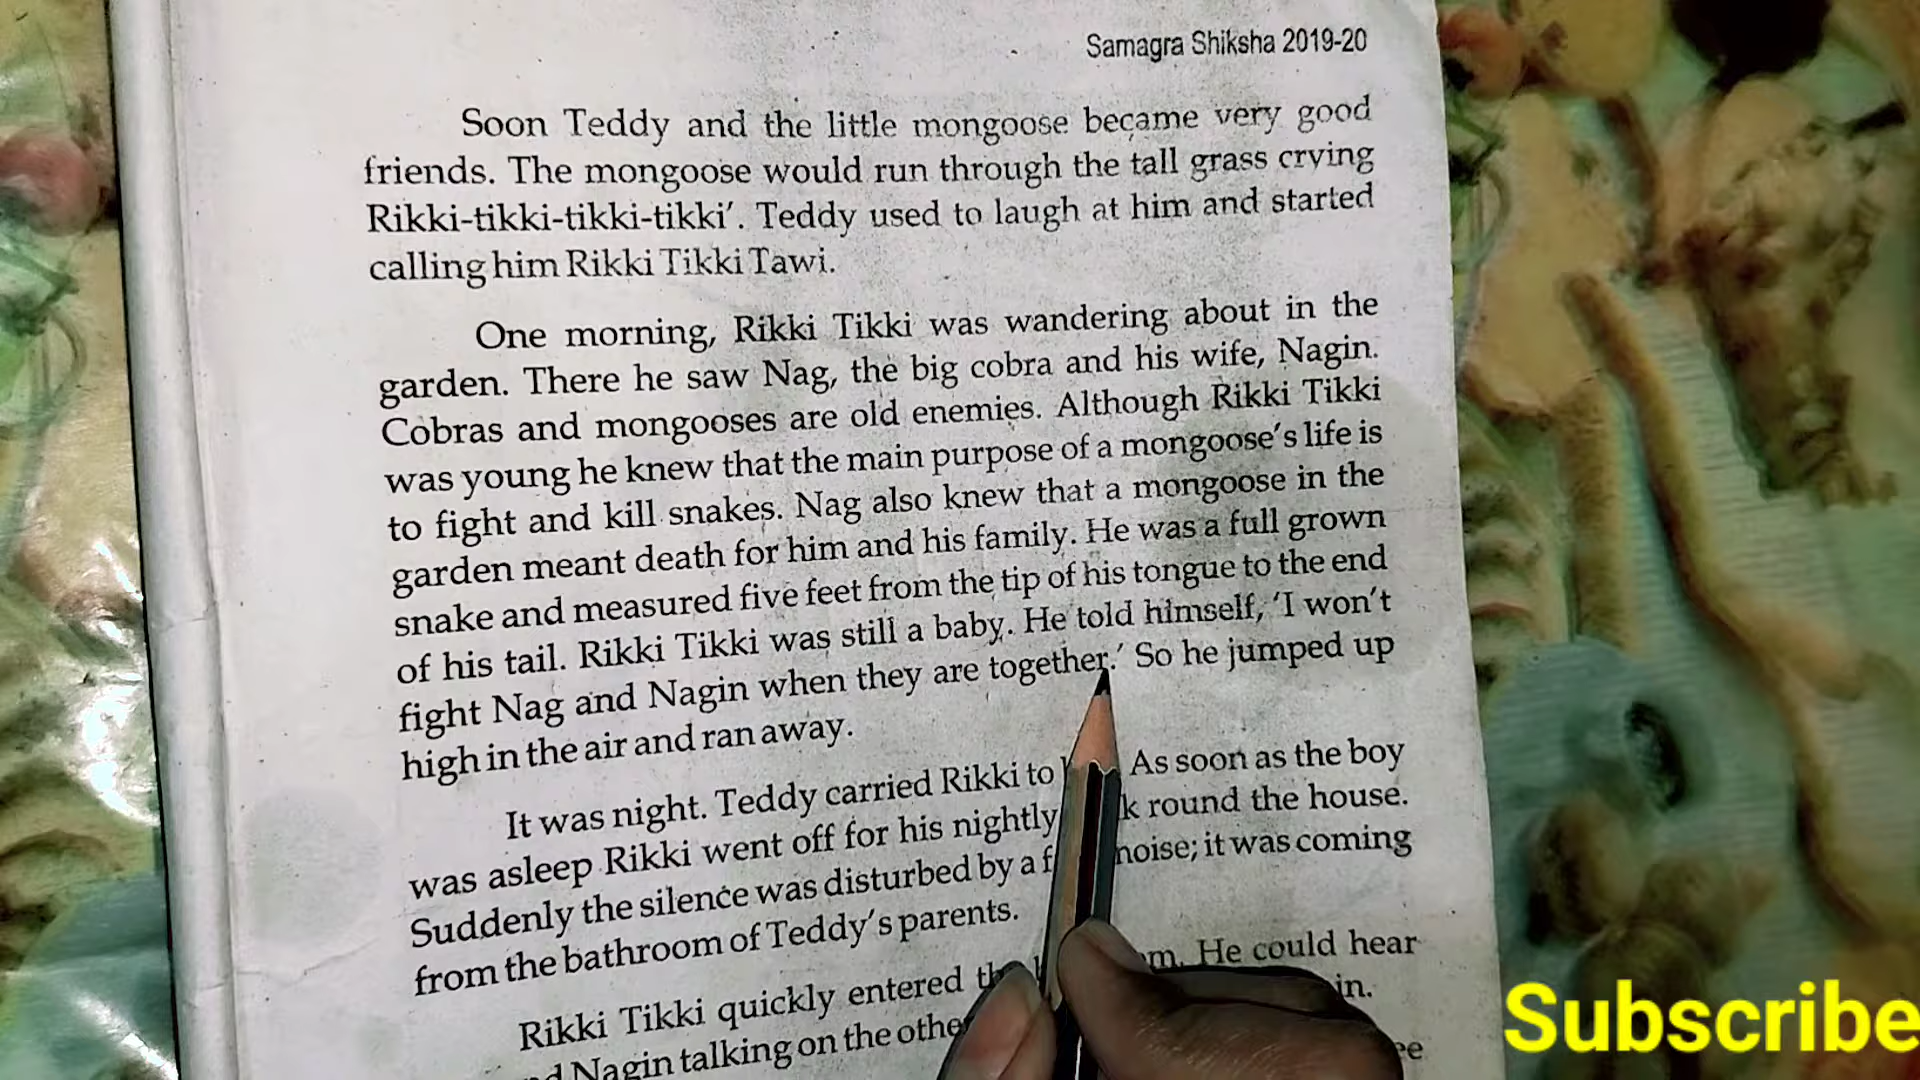 Samagra Shiksha 2019-20
Soon Teddy and the little mongoose became very good
friends. The mongoose would run through the tall grass crying
Rikki-tikki-tikki-tikki'. Teddy used to laugh at him and started
calling him Rikki Tikki Tawi.
One morning, Rikki Tikki was wandering about in the
garden. There he saw Nag, the big cobra and his wife, Nagin.
Cobras and mongooses are old enemies. Although Rikki Tikki
was young he knew that the main purpose of a mongoose's life is
to fight and kill snakes. Nag also knew that a mongoose in the
garden meant death for him and his family. He was a full grown
snake and measured five feet from the tip of his tongue to the end
of his tail. Rikki Tikki was still a baby. He told himself, 'I won't
fight Nag and Nagin when they are together.' So he jumped up
high in the air and ran away.
It was night. Teddy carried Rikki to As soon as the boy
was asleep Rikki went off for his nightly round the house.
Suddenly the silence was disturbed by a noise; it was coming
from the bathroom of Teddy's parents.
Rikki Tikki quickly entered He could hear
Nagin talking on the
Subscribe